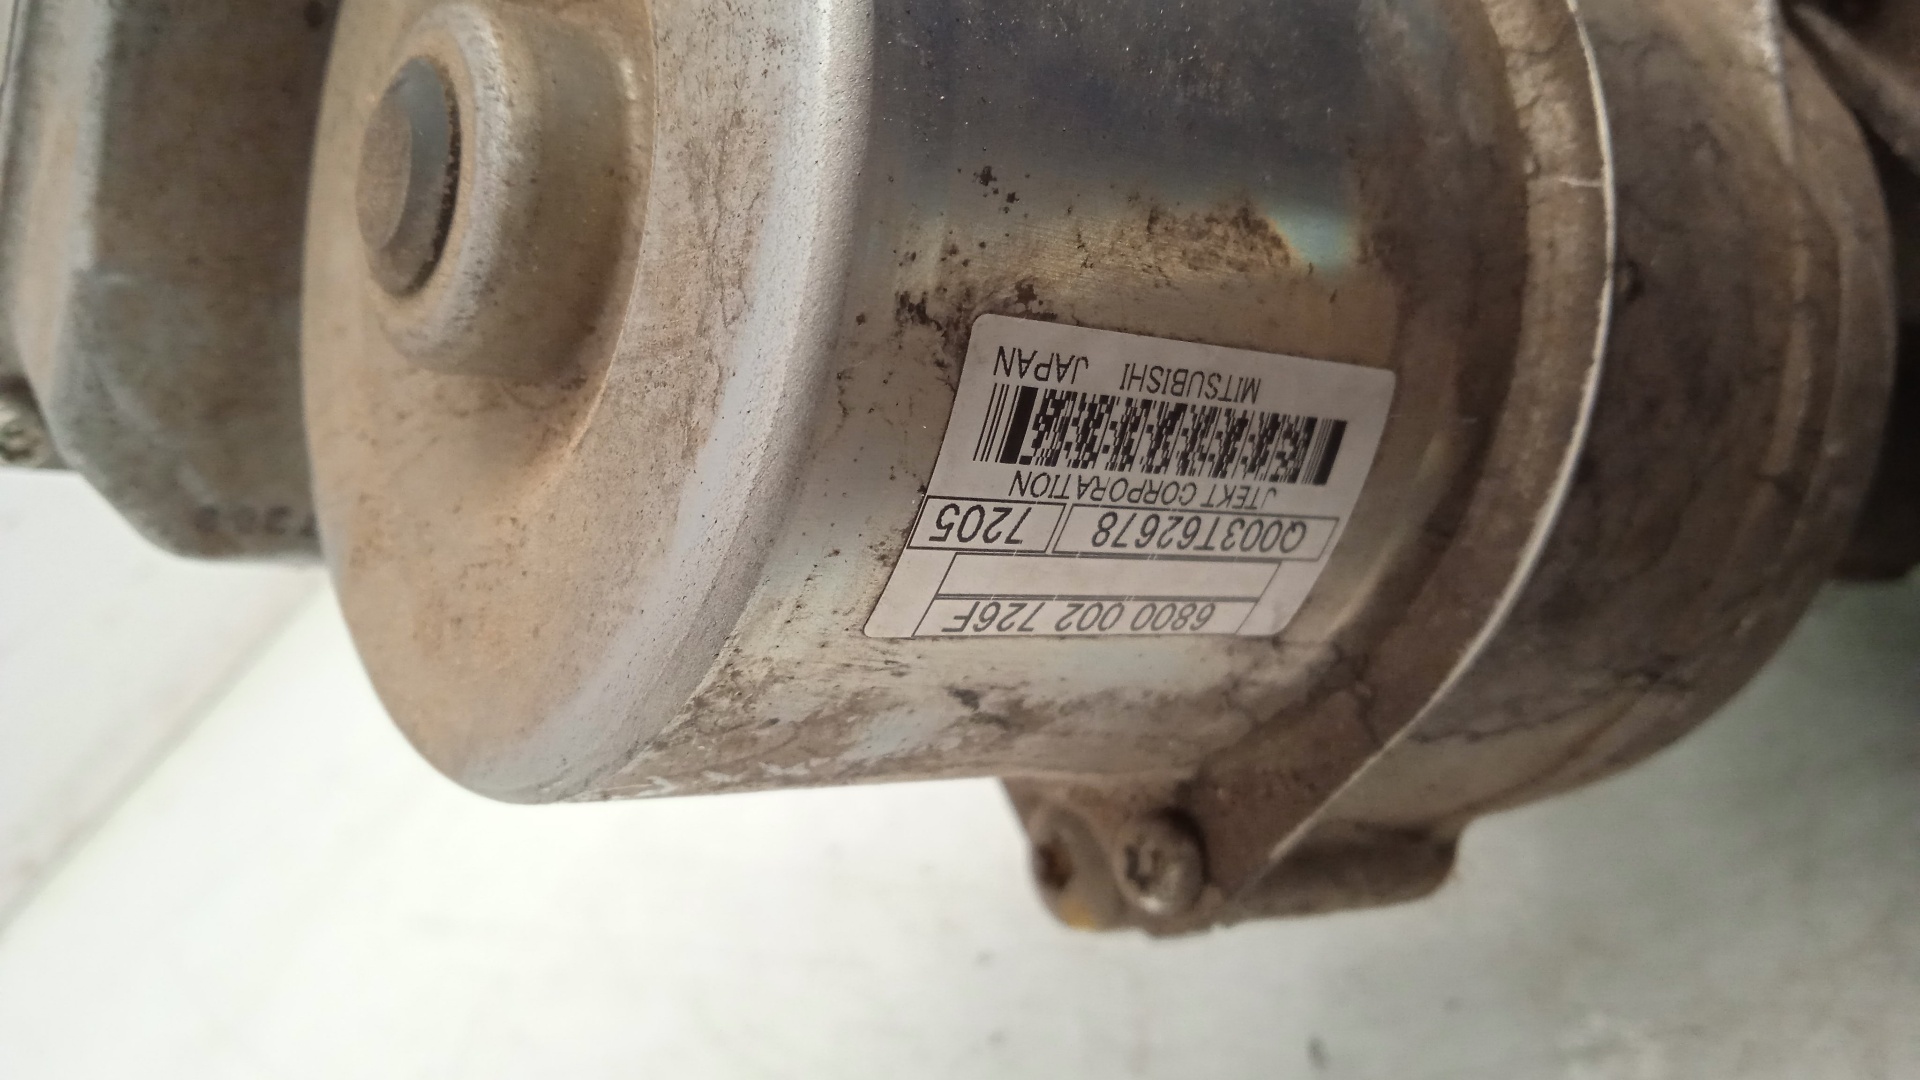 6800 002 726F
Q003T62678 7205
JTEKT CORPORATION
MITSUBISHI JAPAN